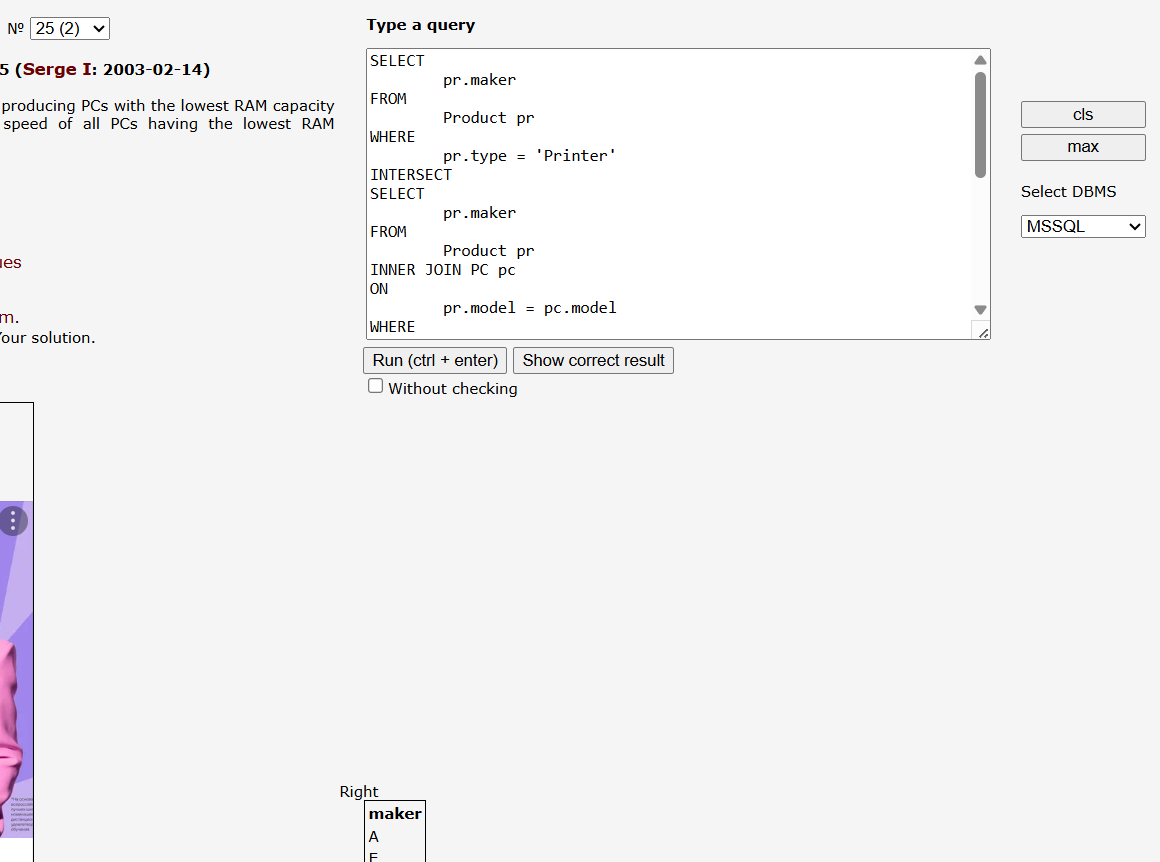 Nº 25 (2)
5 (Serge I: 2003-02-14)
producing PCs with the lowest RAM capacity
speed of all PCs having the lowest RAM
ues
m.
Your solution.
Type a query
SELECT
pr.maker
FROM
Product pr
WHERE
pr.type = 'Printer'
INTERSECT
SELECT
pr.maker
FROM
Product pr
INNER JOIN PC pc
ON
pr.model = pc.model
WHERE
Run (ctrl + enter) Show correct result
Without checking
cls
max
Select DBMS
MSSQL
Right
maker
A
E